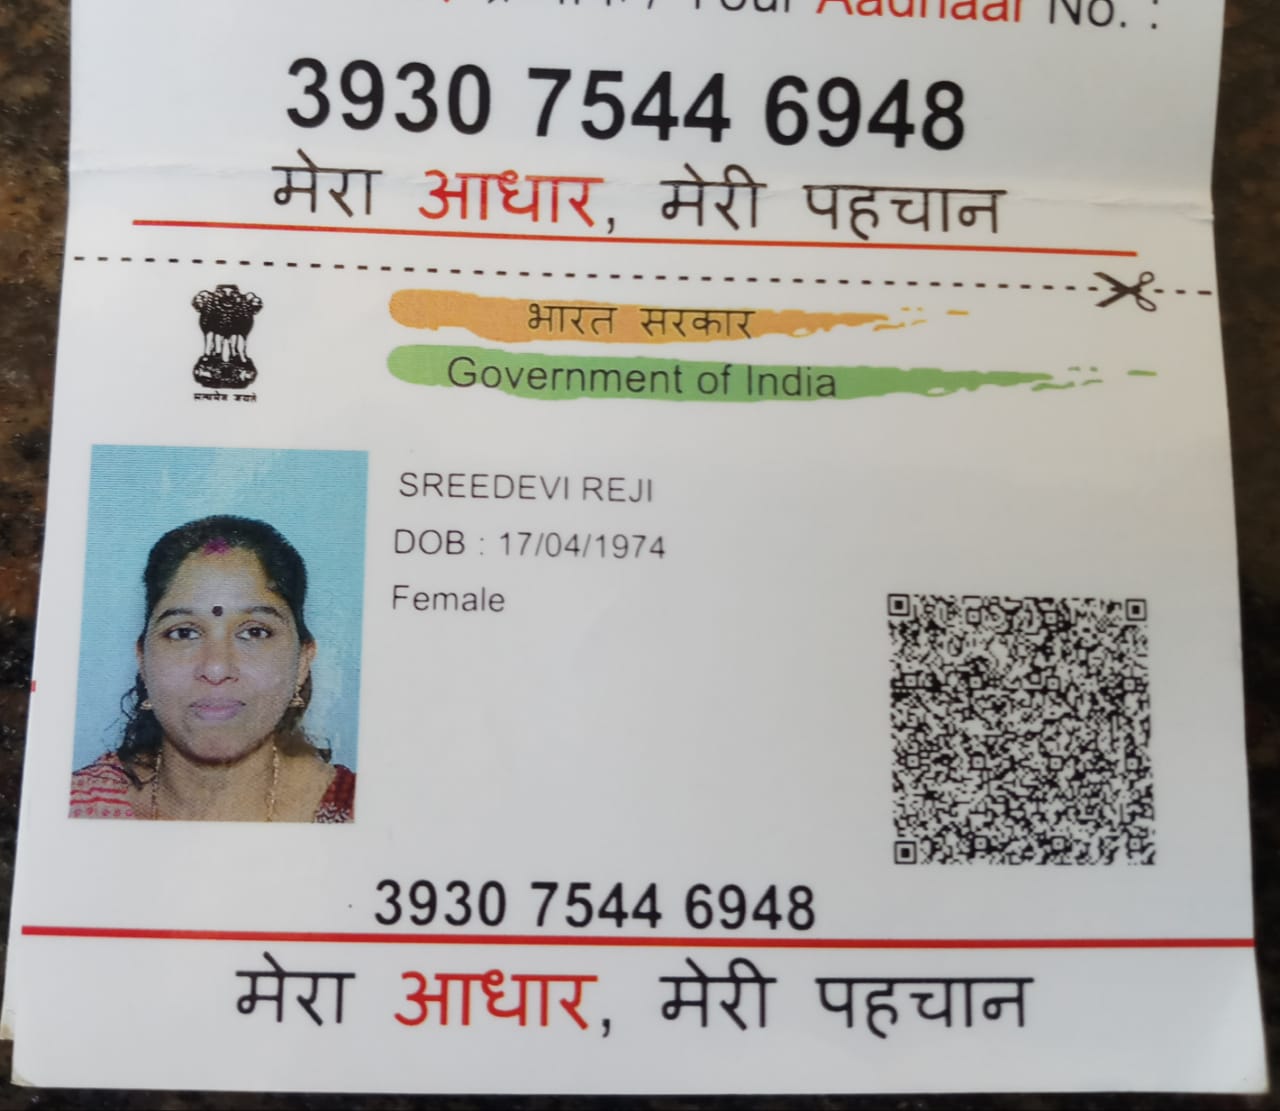 / Your Aadhaar No. :
3930 7544 6948
मेरा आधार, मेरी पहचान
भारत सरकार
Government of India
सत्यमेव जयते
SREEDEVI REJI
DOB : 17/04/1974
Female
3930 7544 6948
मेरा आधार, मेरी पहचान